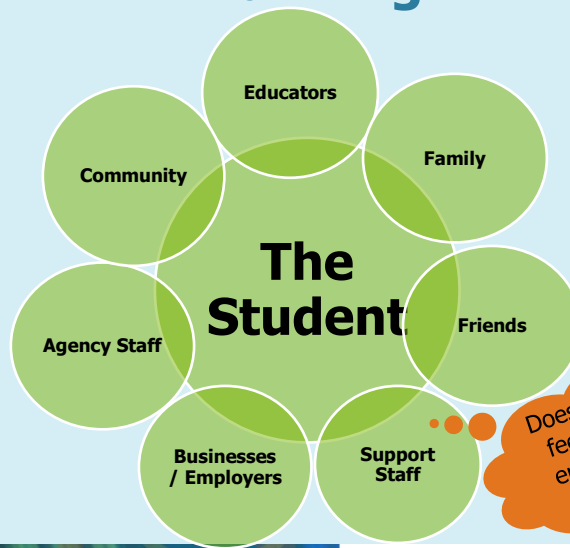 Educators
Family
Community
The
Student
Friends
Agency Staff
Businesses
/ Employers
Support
Staff